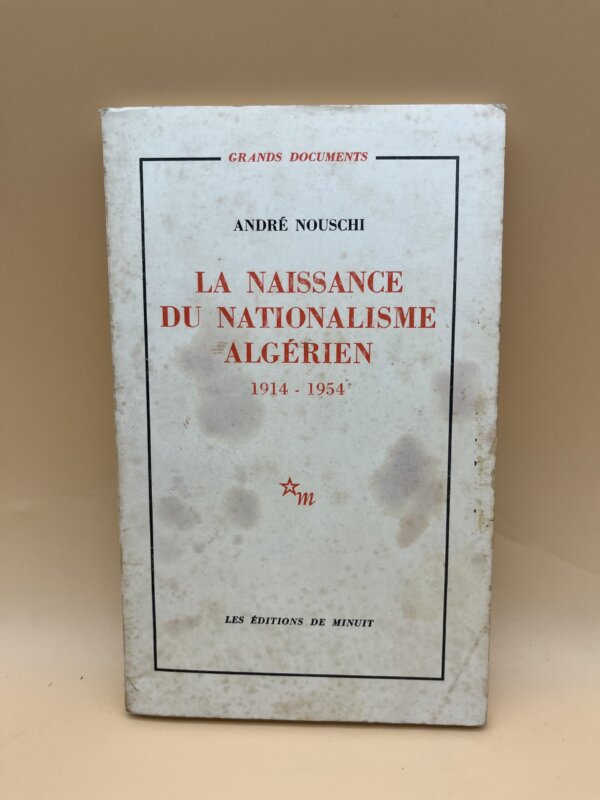 GRANDS DOCUMENTS
ANDRÉ NOUSCHI
LA NAISSANCE
DU NATIONALISME
ALGÉRIEN
1914 - 1954
m
LES ÉDITIONS DE MINUIT